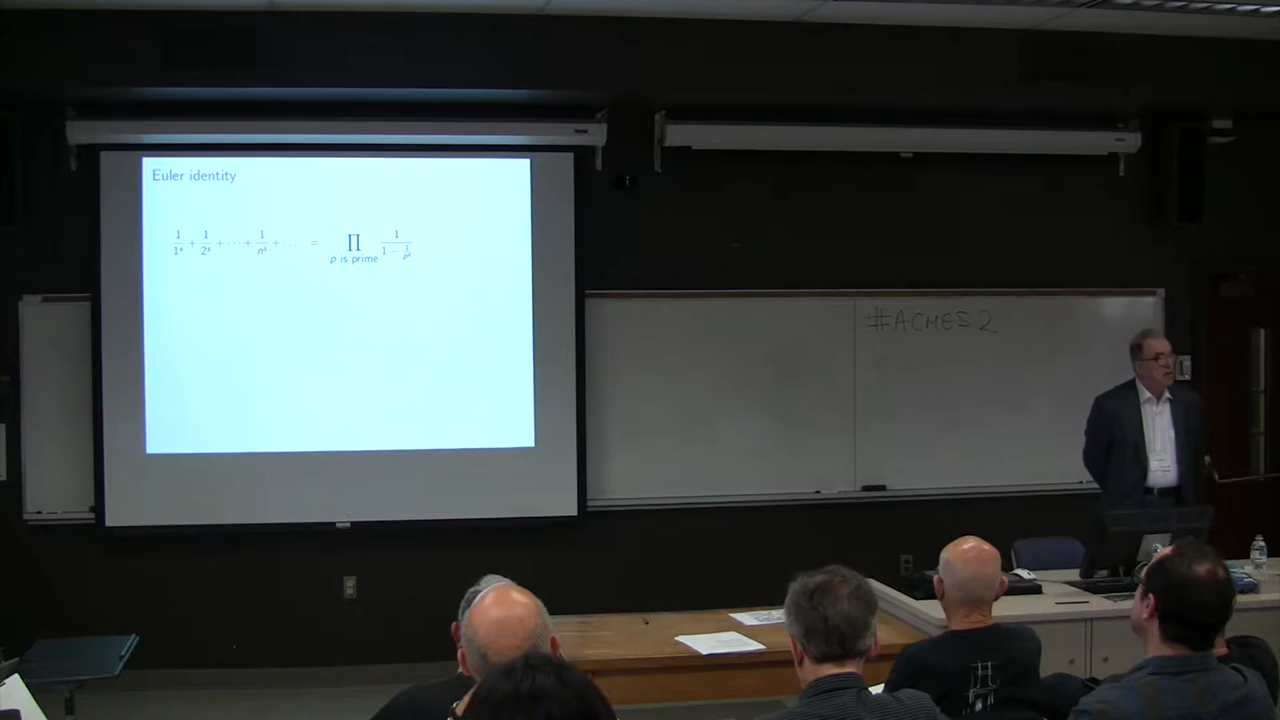 Euler identity
1/1^s + 1/2^s + ··· + 1/n^s + ... = ∏ 1/(1 − 1/p^s)
p is prime
#ACMES 2